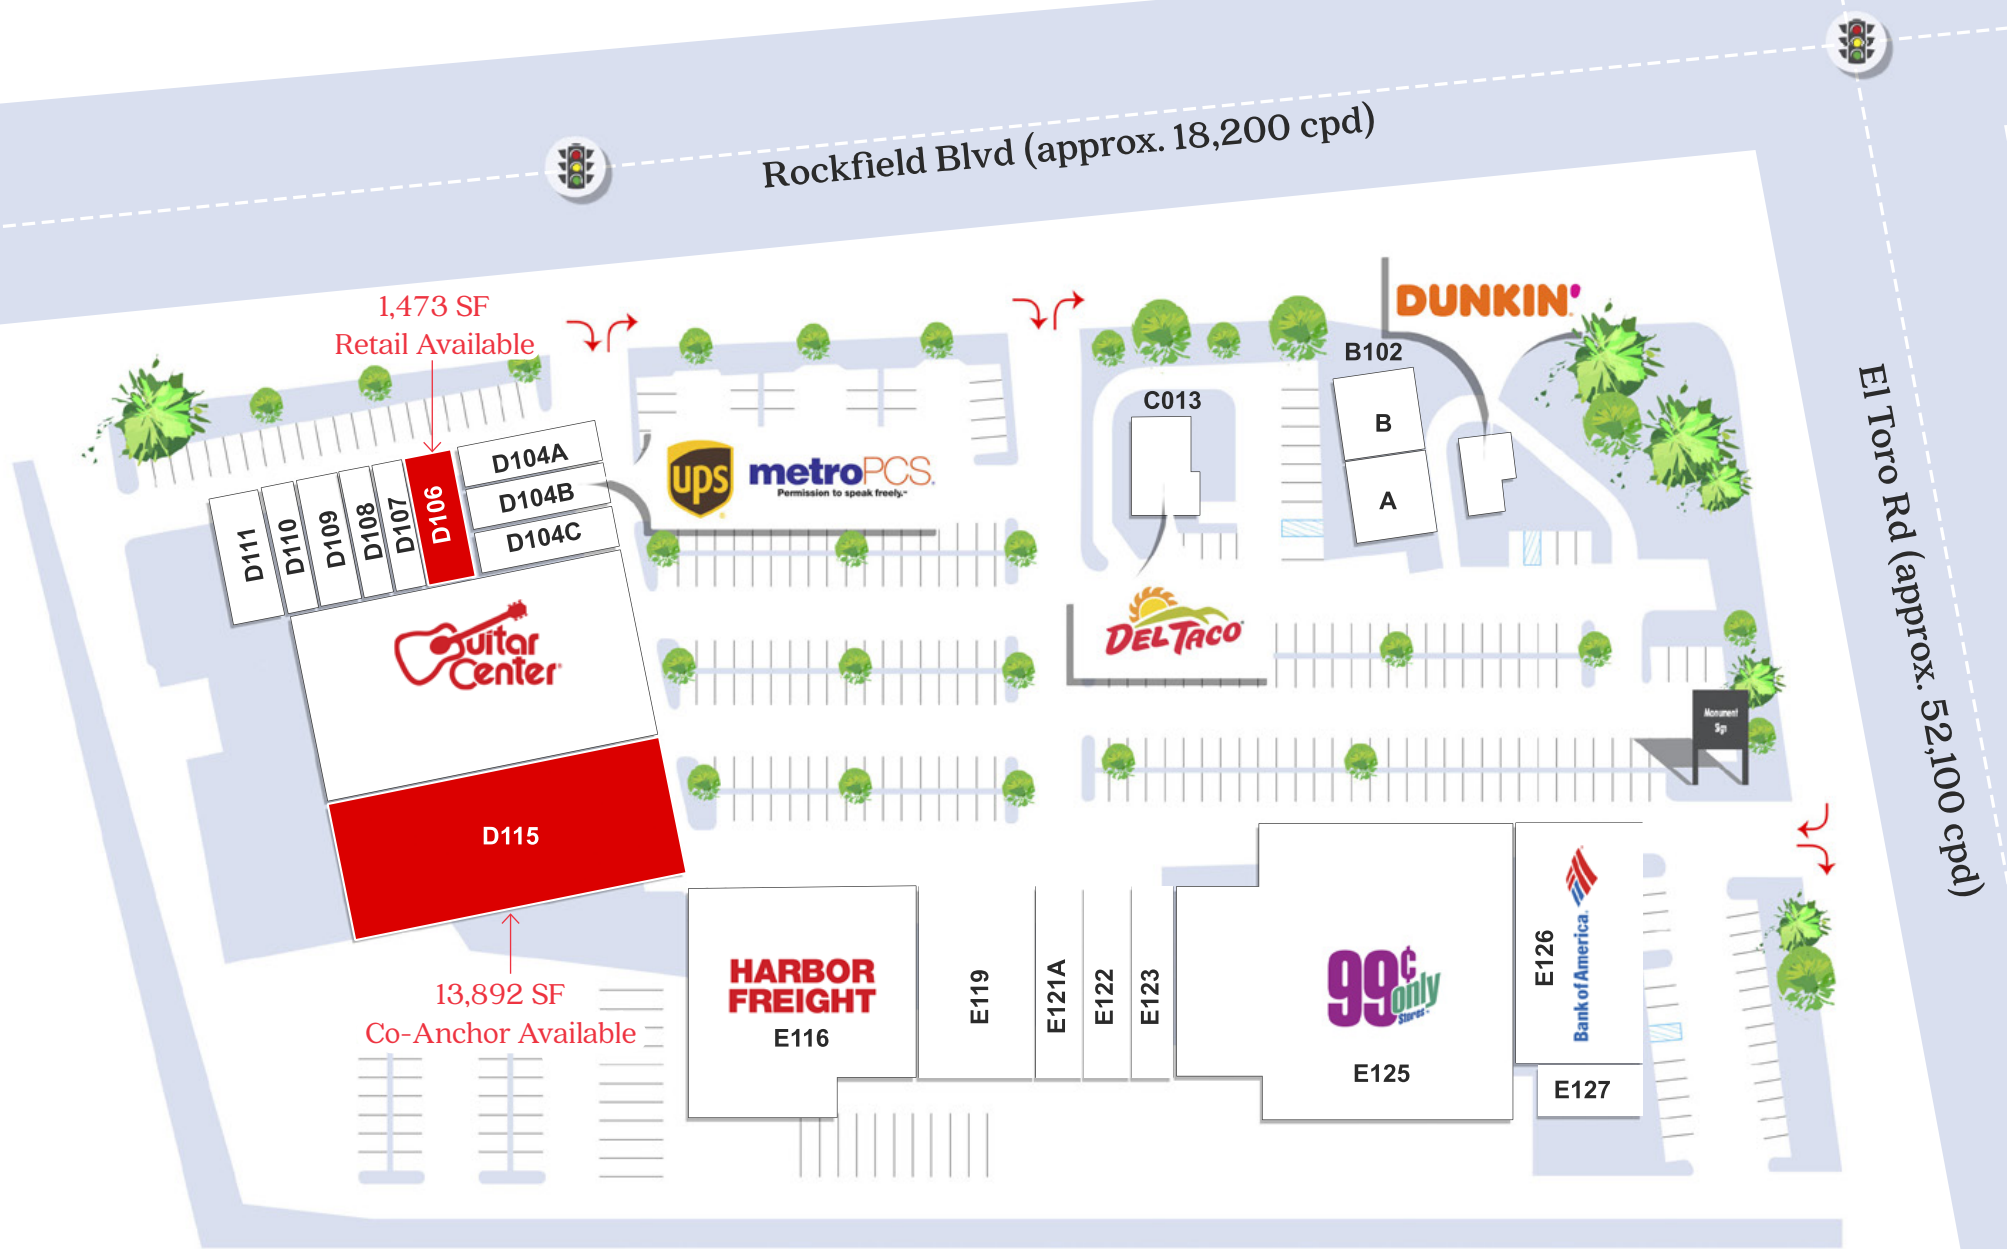 Rockfield Blvd (approx. 18,200 cpd)
El Toro Rd (approx. 52,100 cpd)
1,473 SF
Retail Available
DUNKIN'
B102
B
A
C013
D104A
D104B
D104C
D106
D107
D108
D109
D110
D111
ups
metroPCS.
Permission to speak freely.
Guitar
Center
DEL TACO
Monument
Sign
D115
13,892 SF
Co-Anchor Available
HARBOR
FREIGHT
E116
E119
E121A
E122
E123
99¢
only
Stores
E125
E126
Bank of America
E127